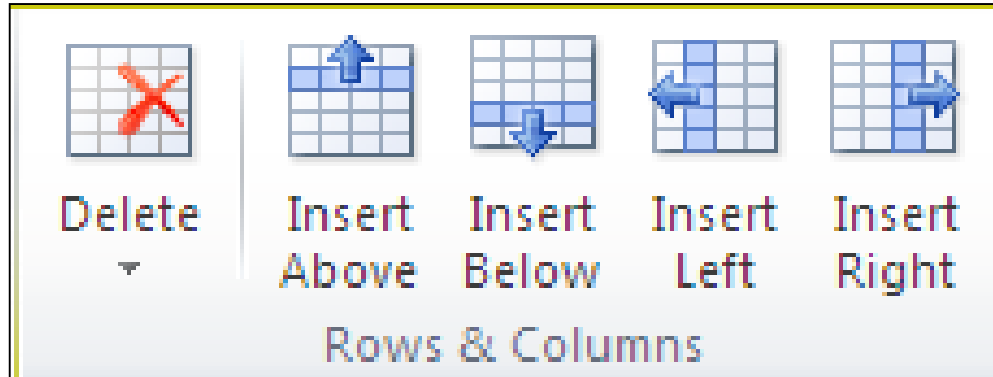 Delete
Insert Above
Insert Below
Insert Left
Insert Right
Rows & Columns